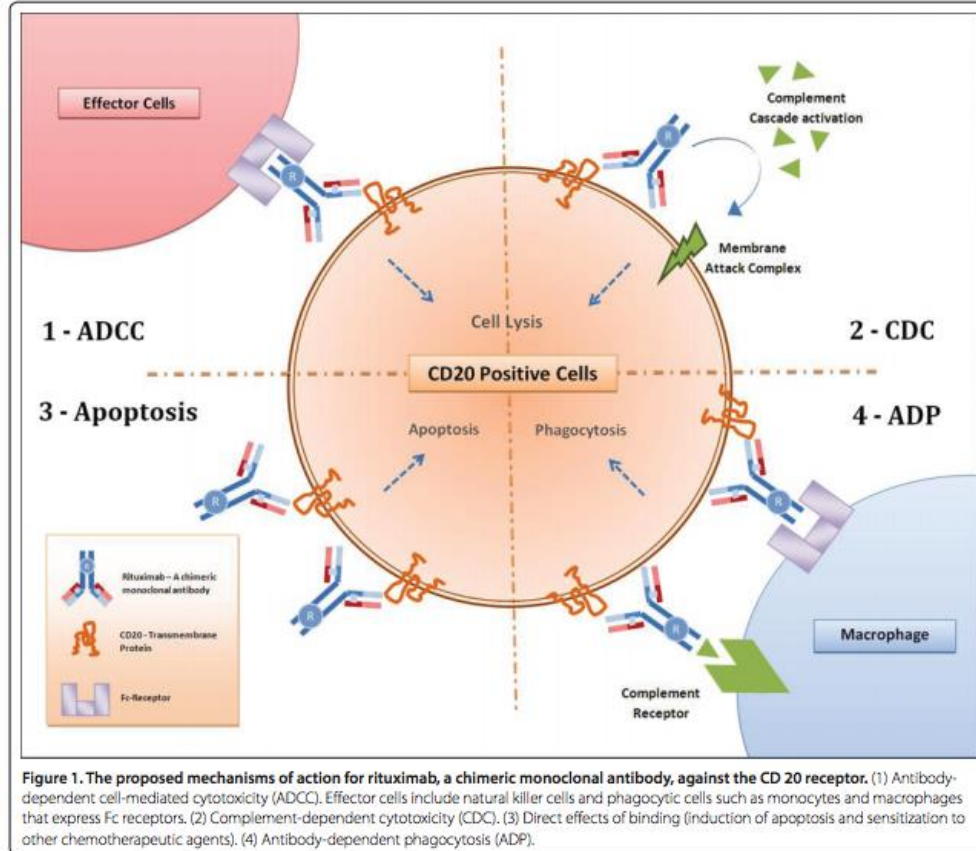 Effector Cells
R
R
Complement
Cascade activation
Membrane
Attack Complex
1 - ADCC
Cell Lysis
2 - CDC
CD20 Positive Cells
3 - Apoptosis
Apoptosis
Phagocytosis
4 - ADP
R
R
R
Rituximab – A chimeric
monoclonal antibody
CD20 - Transmembrane
Protein
Fc-Receptor
R
R
Macrophage
Complement
Receptor
Figure 1. The proposed mechanisms of action for rituximab, a chimeric monoclonal antibody, against the CD 20 receptor. (1) Antibody-
dependent cell-mediated cytotoxicity (ADCC). Effector cells include natural killer cells and phagocytic cells such as monocytes and macrophages
that express Fc receptors. (2) Complement-dependent cytotoxicity (CDC). (3) Direct effects of binding (induction of apoptosis and sensitization to
other chemotherapeutic agents). (4) Antibody-dependent phagocytosis (ADP).